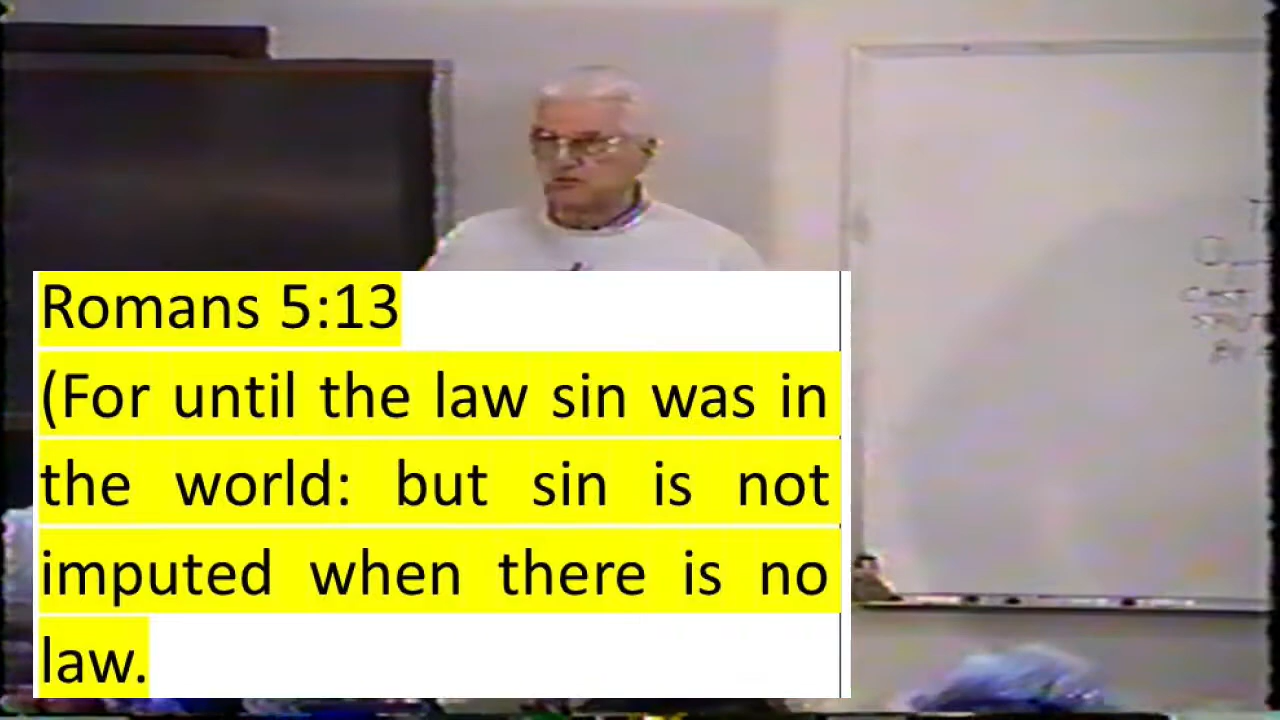 Romans 5:13
(For until the law sin was in
the world: but sin is not
imputed when there is no
law.